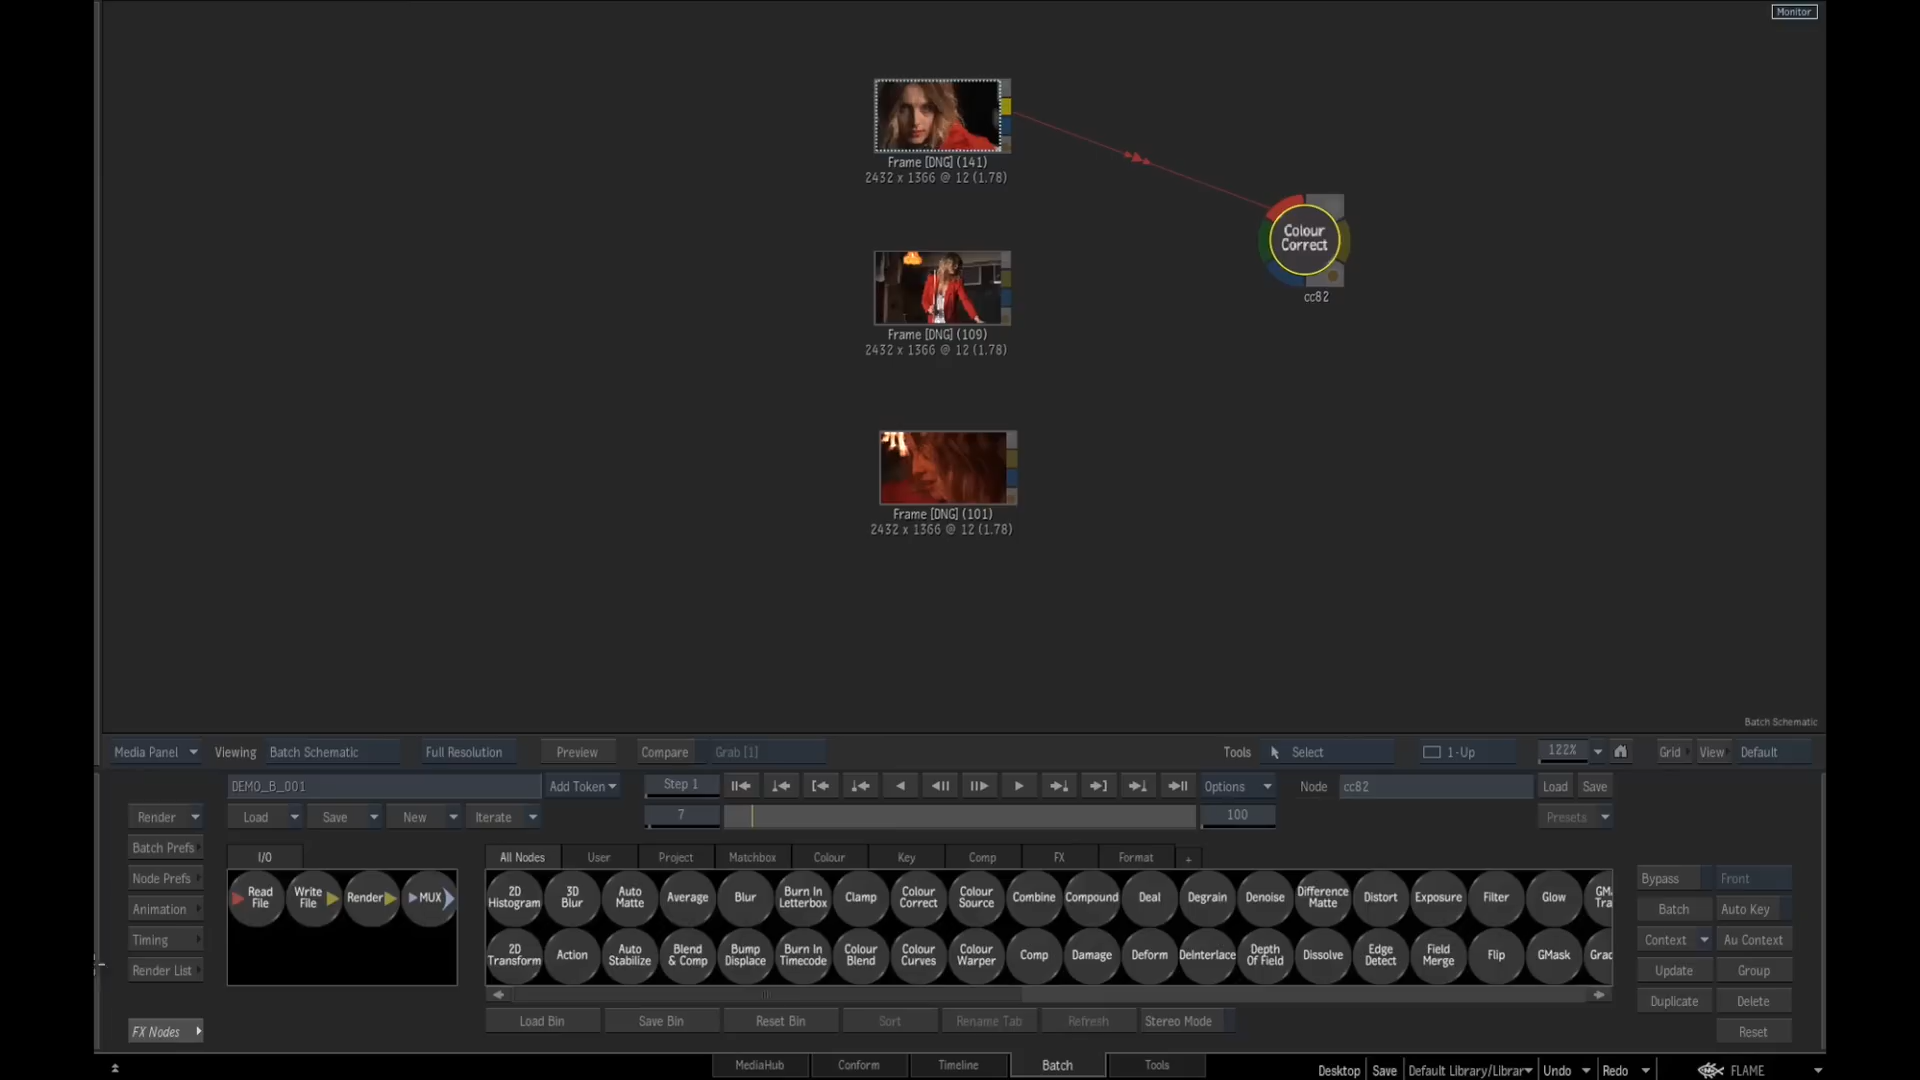 Monitor
Frame [DNG] (141)
2432 x 1366 @ 12 (1.78)
Colour
Correct
cc82
Frame [DNG] (109)
2432 x 1366 @ 12 (1.78)
Frame [DNG] (101)
2432 x 1366 @ 12 (1.78)
Batch Schematic
Media Panel Viewing Batch Schematic Full Resolution Preview Compare Grab [1] Tools Select 1-Up 122% Grid View Default
DEMO_B_001 Add Token Step 1 Options Node cc82 Load Save
Render Load Save New Iterate 7 100 Presets
Batch Prefs I/O All Nodes User Project Matchbox Colour Key Comp FX Format +
Node Prefs
Animation
Timing
Render List
FX Nodes
Read File Write File Render MUX
2D Histogram 3D Blur Auto Matte Average Blur Burn In Letterbox Clamp Colour Correct Colour Source Combine Compound Deal Degrain Denoise Difference Matte Distort Exposure Filter Glow GM Tra
2D Transform Action Auto Stabilize Blend & Comp Bump Displace Burn In Timecode Colour Blend Colour Curves Colour Warper Comp Damage Deform DeInterlace Depth Of Field Dissolve Edge Detect Field Merge Flip GMask Grad
Bypass Front
Batch Auto Key
Context Au Context
Update Group
Duplicate Delete
Reset
Load Bin Save Bin Reset Bin Sort Rename Tab Refresh Stereo Mode
MediaHub Conform Timeline Batch Tools Desktop Save Default Library/Librar Undo Redo FLAME